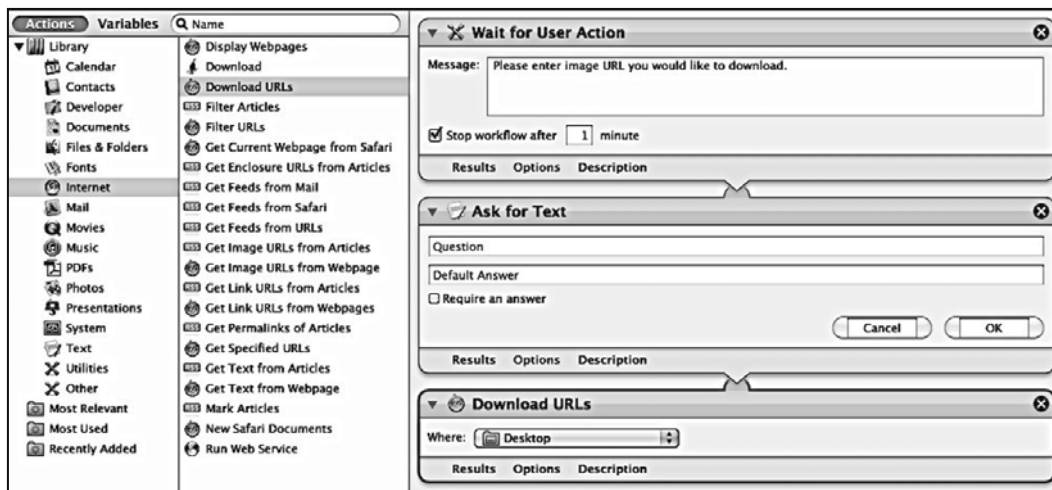 Actions Variables Name
Library
Calendar
Contacts
Developer
Documents
Files & Folders
Fonts
Internet
Mail
Movies
Music
PDFs
Photos
Presentations
System
Text
Utilities
Other
Most Relevant
Most Used
Recently Added
Display Webpages
Download
Download URLs
Filter Articles
Filter URLs
Get Current Webpage from Safari
Get Enclosure URLs from Articles
Get Feeds from Mail
Get Feeds from Safari
Get Feeds from URLs
Get Image URLs from Articles
Get Image URLs from Webpage
Get Link URLs from Articles
Get Link URLs from Webpages
Get Permalinks of Articles
Get Specified URLs
Get Text from Articles
Get Text from Webpage
Mark Articles
New Safari Documents
Run Web Service
Wait for User Action
Message: Please enter image URL you would like to download.
Stop workflow after 1 minute
Results Options Description
Ask for Text
Question
Default Answer
Require an answer
Cancel OK
Results Options Description
Download URLs
Where: Desktop
Results Options Description